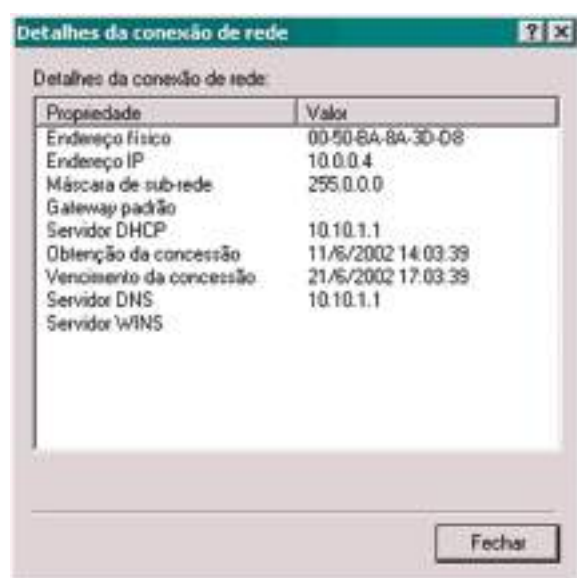 Detalhes da conexão de rede
Detalhes da conexão de rede:
Propriedade Valor
Endereço físico 00-50-BA-8A-3D-D8
Endereço IP 10.0.0.4
Máscara de sub-rede 255.0.0.0
Gateway padrão
Servidor DHCP 10.10.1.1
Obtenção da concessão 11/6/2002 14:03:39
Vencimento da concessão 21/6/2002 17:03:39
Servidor DNS 10.10.1.1
Servidor WINS
Fechar